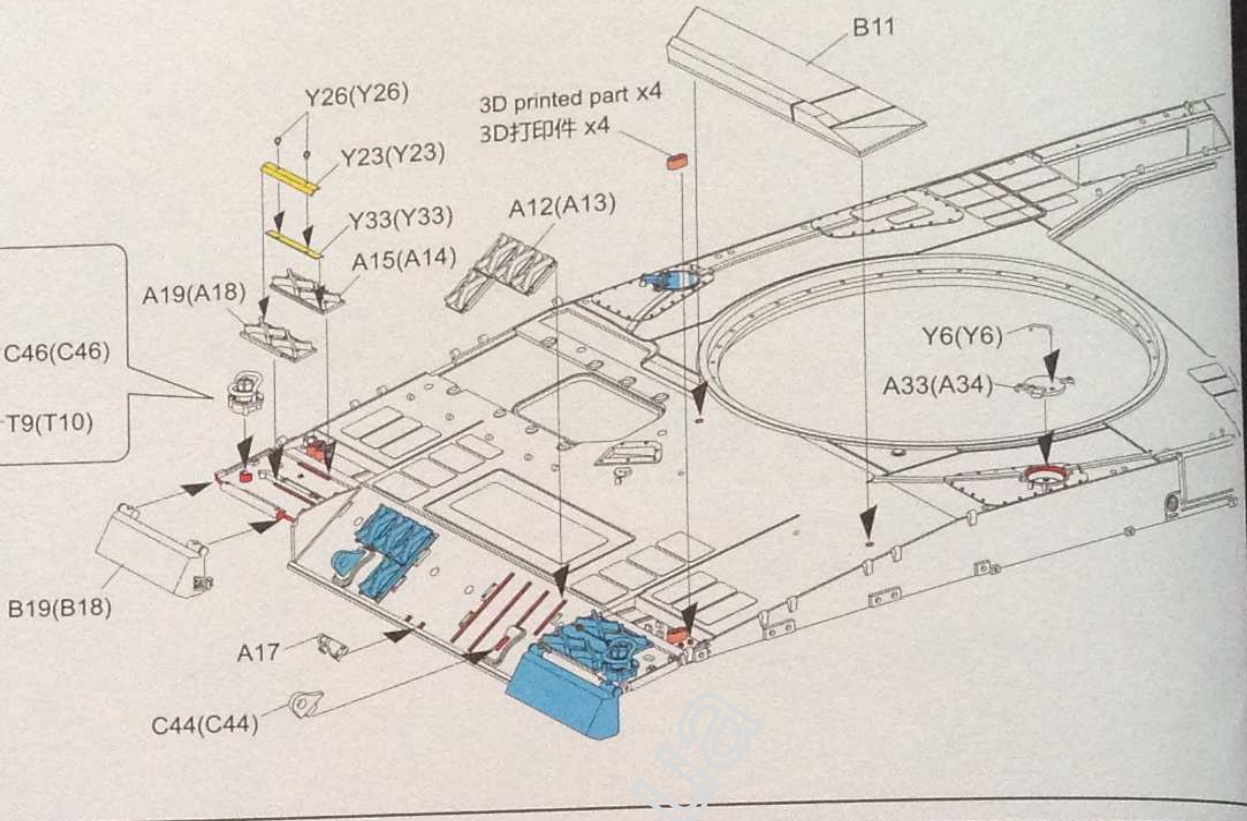 B11
Y26(Y26)
3D printed part x4
3D打印件 x4
Y23(Y23)
Y33(Y33)
A12(A13)
A15(A14)
A19(A18)
C46(C46)
Y6(Y6)
A33(A34)
T9(T10)
B19(B18)
A17
C44(C44)
ua